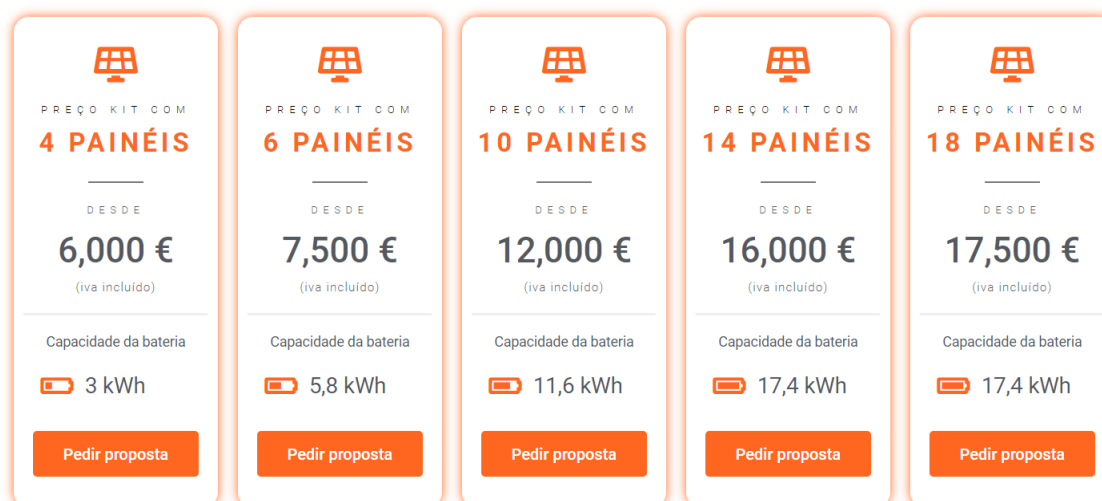 PREÇO KIT COM
4 PAINÉIS
DESDE
6,000 €
(iva incluído)
Capacidade da bateria
3 kWh
Pedir proposta
PREÇO KIT COM
6 PAINÉIS
DESDE
7,500 €
(iva incluído)
Capacidade da bateria
5,8 kWh
Pedir proposta
PREÇO KIT COM
10 PAINÉIS
DESDE
12,000 €
(iva incluído)
Capacidade da bateria
11,6 kWh
Pedir proposta
PREÇO KIT COM
14 PAINÉIS
DESDE
16,000 €
(iva incluído)
Capacidade da bateria
17,4 kWh
Pedir proposta
PREÇO KIT COM
18 PAINÉIS
DESDE
17,500 €
(iva incluído)
Capacidade da bateria
17,4 kWh
Pedir proposta